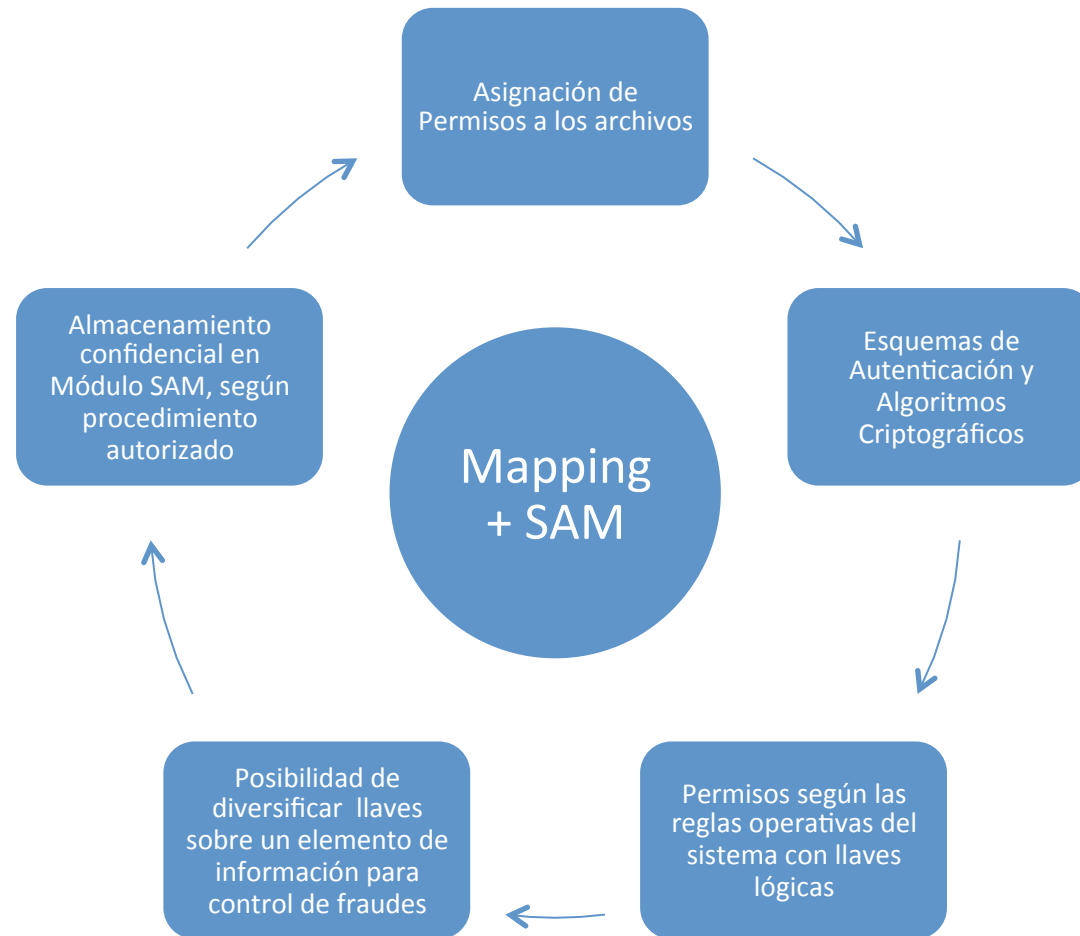 Asignación de
Permisos a los archivos
Esquemas de
Autenticación y
Algoritmos
Criptográficos
Permisos según las
reglas operativas del
sistema con llaves
lógicas
Posibilidad de
diversificar  llaves
sobre un elemento de
información para
control de fraudes
Almacenamiento
confidencial en
Módulo SAM, según
procedimiento
autorizado
Mapping
+ SAM